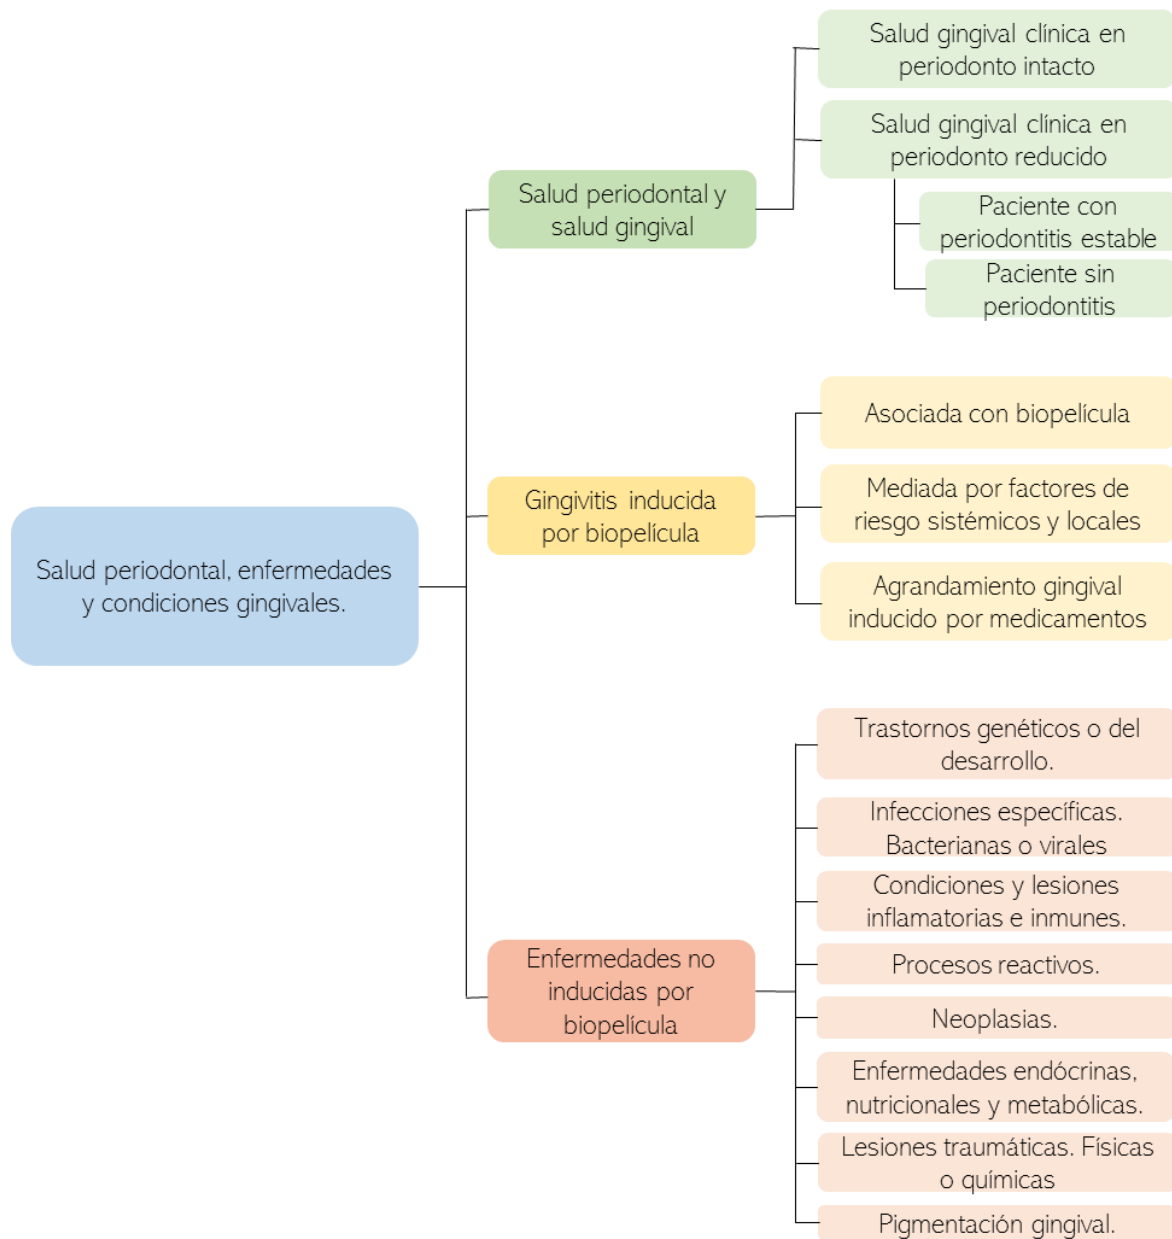 Salud periodontal, enfermedades
y condiciones gingivales.
Salud periodontal y
salud gingival
Salud gingival clínica en
periodonto intacto
Salud gingival clínica en
periodonto reducido
Paciente con
periodontitis estable
Paciente sin
periodontitis
Gingivitis inducida
por biopelícula
Asociada con biopelícula
Mediada por factores de
riesgo sistémicos y locales
Agrandamiento gingival
inducido por medicamentos
Enfermedades no
inducidas por
biopelícula
Trastornos genéticos o del
desarrollo.
Infecciones específicas.
Bacterianas o virales
Condiciones y lesiones
inflamatorias e inmunes.
Procesos reactivos.
Neoplasias.
Enfermedades endócrinas,
nutricionales y metabólicas.
Lesiones traumáticas. Físicas
o químicas
Pigmentación gingival.